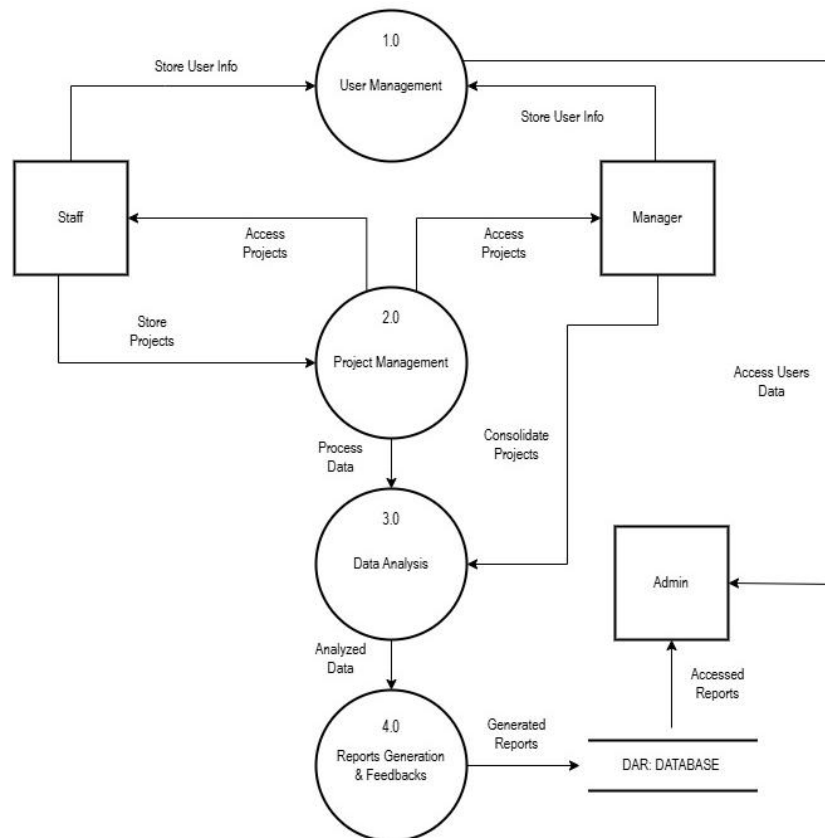 1.0
User Management
Store User Info
Store User Info
Staff
Manager
Access
Projects
Access
Projects
2.0
Project Management
Store
Projects
Access Users
Data
Process
Data
Consolidate
Projects
3.0
Data Analysis
Admin
Analyzed
Data
Accessed
Reports
4.0
Reports Generation
& Feedbacks
Generated
Reports
DAR: DATABASE